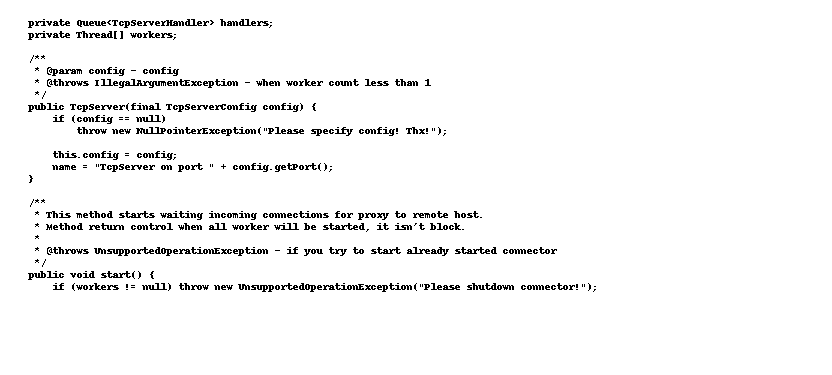 private Queue<TcpServerHandler> handlers;
private Thread[] workers;
/**
* @param config - config
* @throws IllegalArgumentException - when worker count less than 1
*/
public TcpServer(final TcpServerConfig config) {
if (config == null)
throw new NullPointerException("Please specify config! Thx!");
this.config = config;
name = "TcpServer on port " + config.getPort();
}
/**
* This method starts waiting incoming connections for proxy to remote host.
* Method return control when all worker will be started, it isn't block.
*
* @throws UnsupportedOperationException - if you try to start already started connector
*/
public void start() {
if (workers != null) throw new UnsupportedOperationException("Please shutdown connector!");